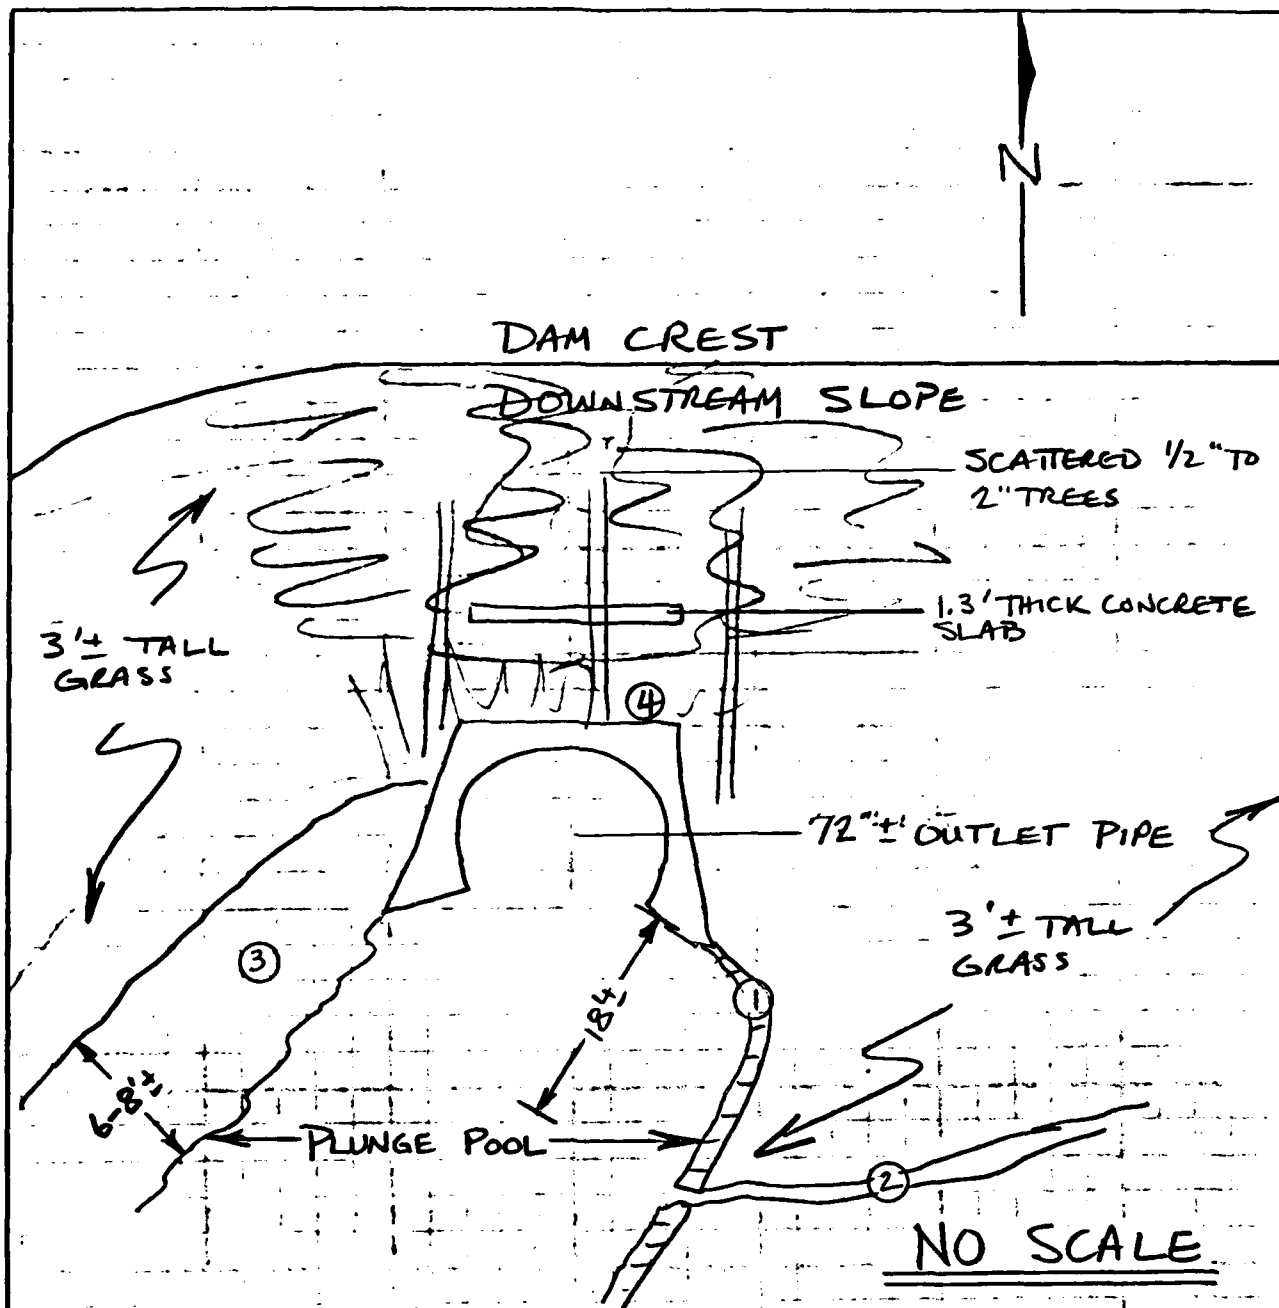 N
DAM CREST
DOWNSTREAM SLOPE
SCATTERED 1/2" TO
2" TREES
1.3' THICK CONCRETE
SLAB
3'± TALL
GRASS
4
72"± OUTLET PIPE
3'± TALL
GRASS
3
1
18'±
6-8'±
PLUNGE POOL
2
NO SCALE